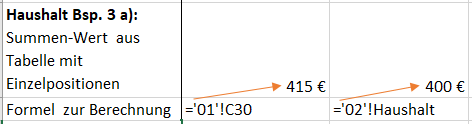 Haushalt Bsp. 3 a):
Summen-Wert aus
Tabelle mit
Einzelpositionen 415 € 400 €
Formel zur Berechnung ='01'!C30 ='02'!Haushalt